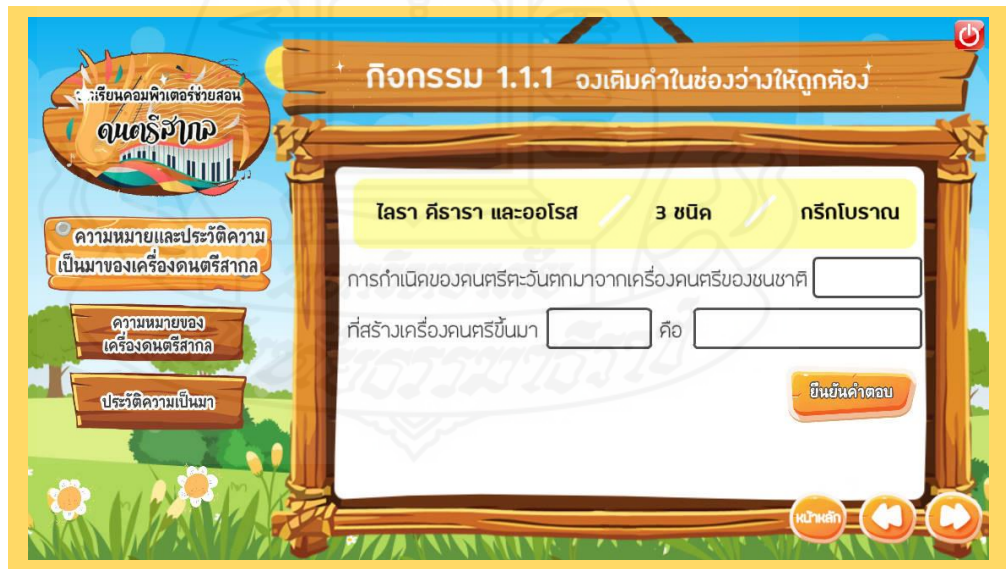 กิจกรรม 1.1.1 จงเติมคำในช่องว่างให้ถูกต้อง
บทเรียนคอมพิวเตอร์ช่วยสอน
ดนตรีสากล
ไลรา คีธารา และออโรส / 3 ชนิด / กรีกโบราณ
ความหมายและประวัติความ
เป็นมาของเครื่องดนตรีสากล
การกำเนิดของดนตรีตะวันตกมาจากเครื่องดนตรีของชนชาติ
ที่สร้างเครื่องดนตรีขึ้นมา คือ
ความหมายของ
เครื่องดนตรีสากล
ประวัติความเป็นมา
ยืนยันคำตอบ
หน้าหลัก